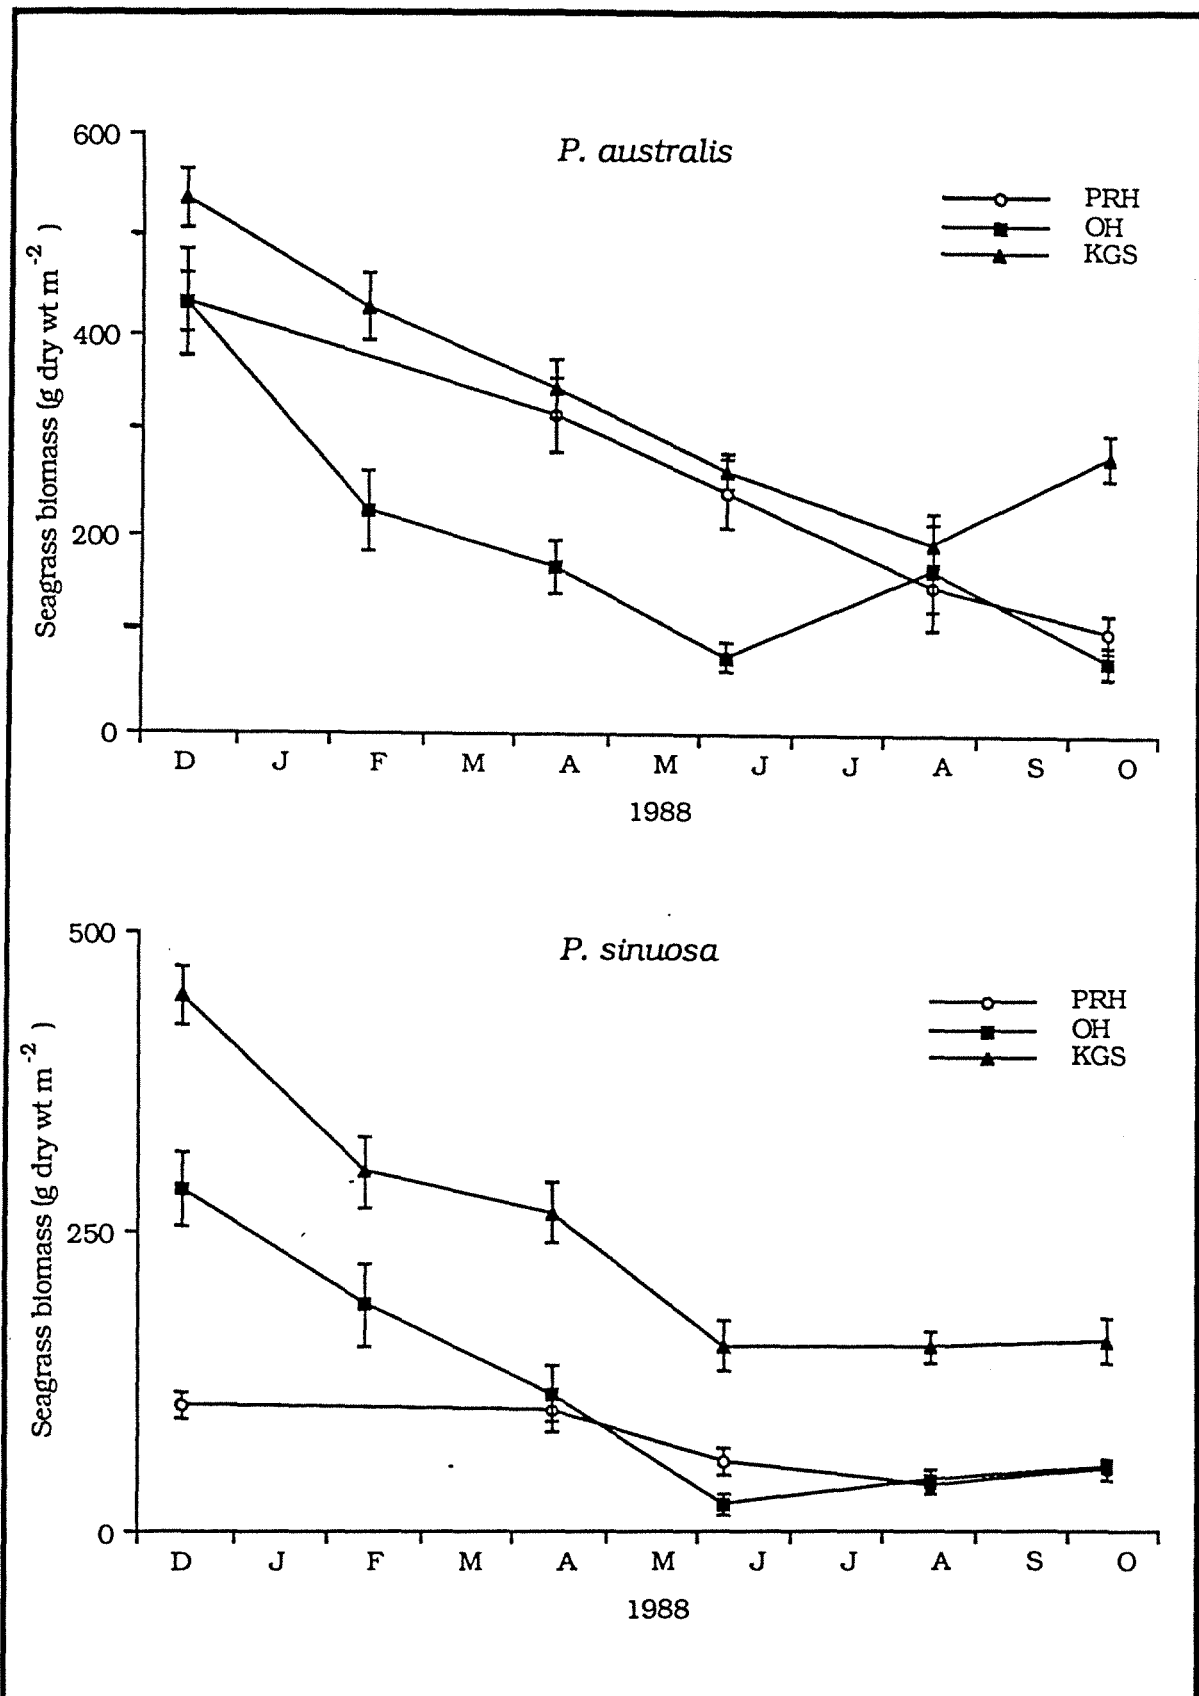 P. australis
600
400
200
0
Seagrass biomass (g dry wt m⁻²)
PRH
OH
KGS
D J F M A M J J A S O
1988
P. sinuosa
500
250
0
Seagrass biomass (g dry wt m⁻²)
PRH
OH
KGS
D J F M A M J J A S O
1988